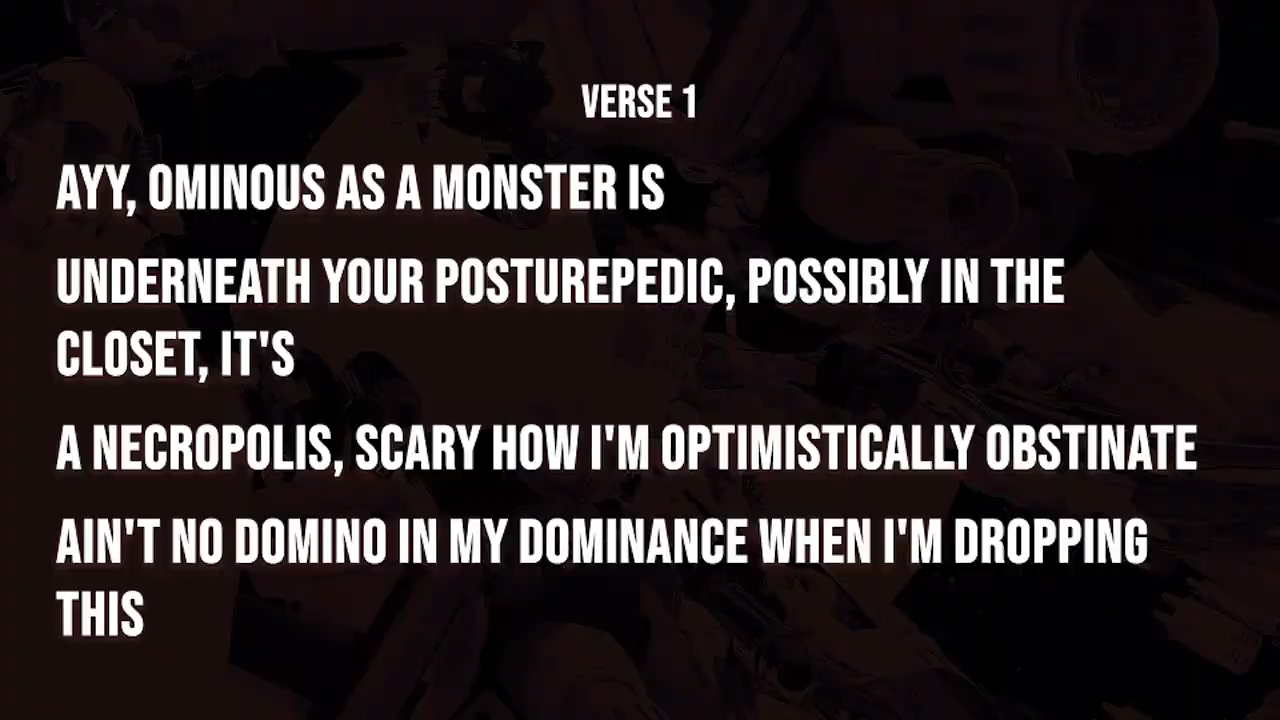 VERSE 1
AYY, OMINOUS AS A MONSTER IS
UNDERNEATH YOUR POSTUREPEDIC, POSSIBLY IN THE
CLOSET, IT'S
A NECROPOLIS, SCARY HOW I'M OPTIMISTICALLY OBSTINATE
AIN'T NO DOMINO IN MY DOMINANCE WHEN I'M DROPPING
THIS